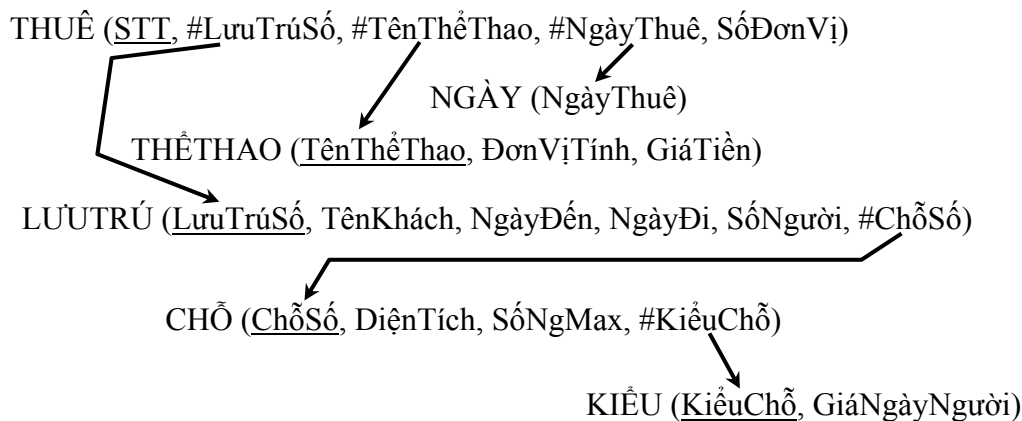 THUÊ (STT, #LưuTrúSố, #TênThểThao, #NgàyThuê, SốĐơnVị)
NGÀY (NgàyThuê)
THỂTHAO (TênThểThao, ĐơnVịTính, GiáTiền)
LƯUTRÚ (LưuTrúSố, TênKhách, NgàyĐến, NgàyĐi, SốNgười, #ChỗSố)
CHỖ (ChỗSố, DiệnTích, SốNgMax, #KiểuChỗ)
KIỂU (KiểuChỗ, GiáNgàyNgười)